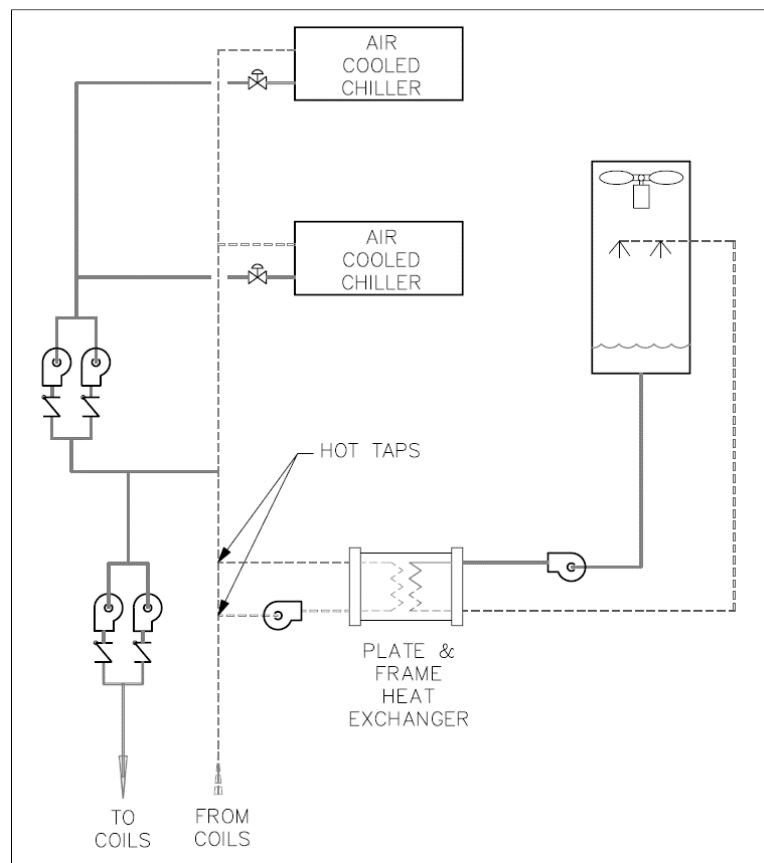 AIR
COOLED
CHILLER
AIR
COOLED
CHILLER
HOT TAPS
PLATE &
FRAME
HEAT
EXCHANGER
TO
COILS
FROM
COILS